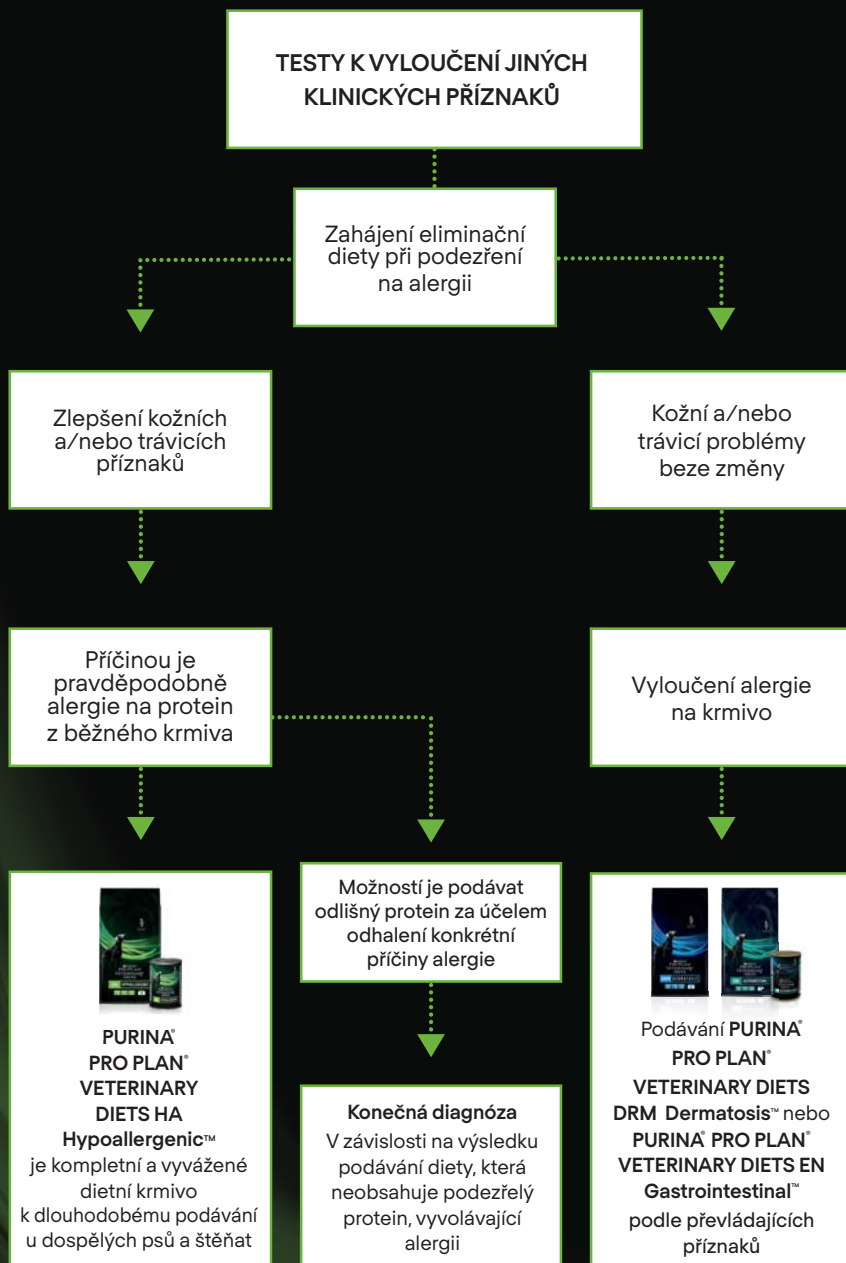 TESTY K VYLOUČENÍ JINÝCH
KLINICKÝCH PŘÍZNAKŮ
Zahájení eliminační
diety při podezření
na alergii
Zlepšení kožních
a/nebo trávicích
příznaků
Kožní a/nebo
trávicí problémy
beze změny
Příčinou je
pravděpodobně
alergie na protein
z běžného krmiva
Vyloučení alergie
na krmivo
PURINA®
PRO PLAN®
VETERINARY
DIETS HA
Hypoallergenic™
je kompletní a vyvážené
dietní krmivo
k dlouhodobému podávání
u dospělých psů a štěňat
Možností je podávat
odlišný protein za účelem
odhalení konkrétní
příčiny alergie
Konečná diagnóza
V závislosti na výsledku
podávání diety, která
neobsahuje podezřelý
protein, vyvolávající
alergii
Podávání PURINA®
PRO PLAN®
VETERINARY DIETS
DRM Dermatosis™ nebo
PURINA® PRO PLAN®
VETERINARY DIETS EN
Gastrointestinal™
podle převládajících
příznaků